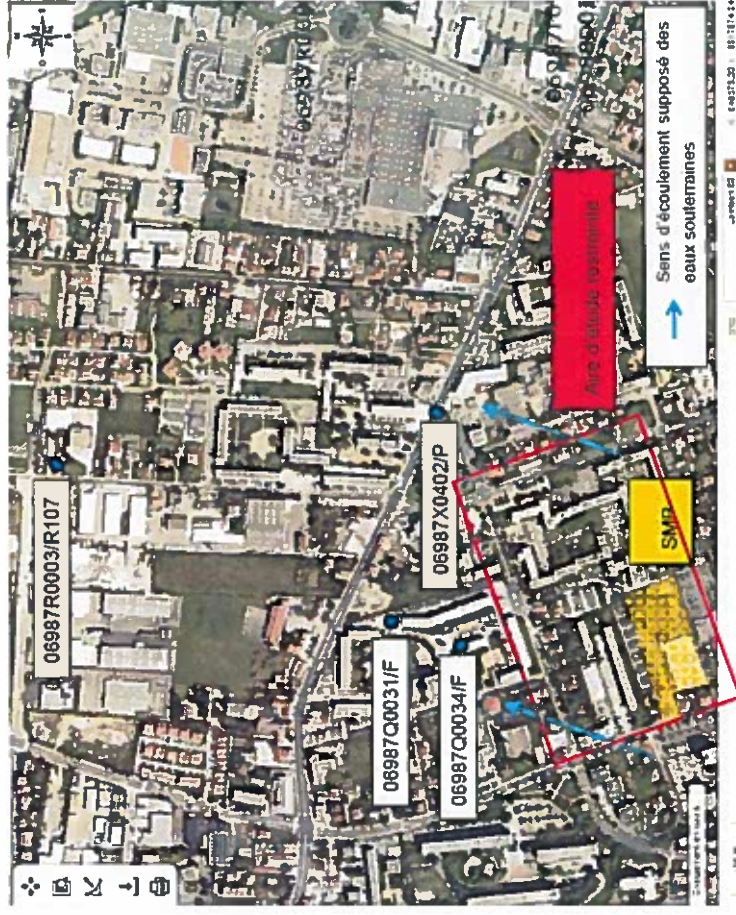 06987R0003/R107
06987X0402/P
06987Q0031/F
06987Q0034/F
Aire d'étude restreinte
SMP
Sens d'écoulement supposé des
eaux souterraines